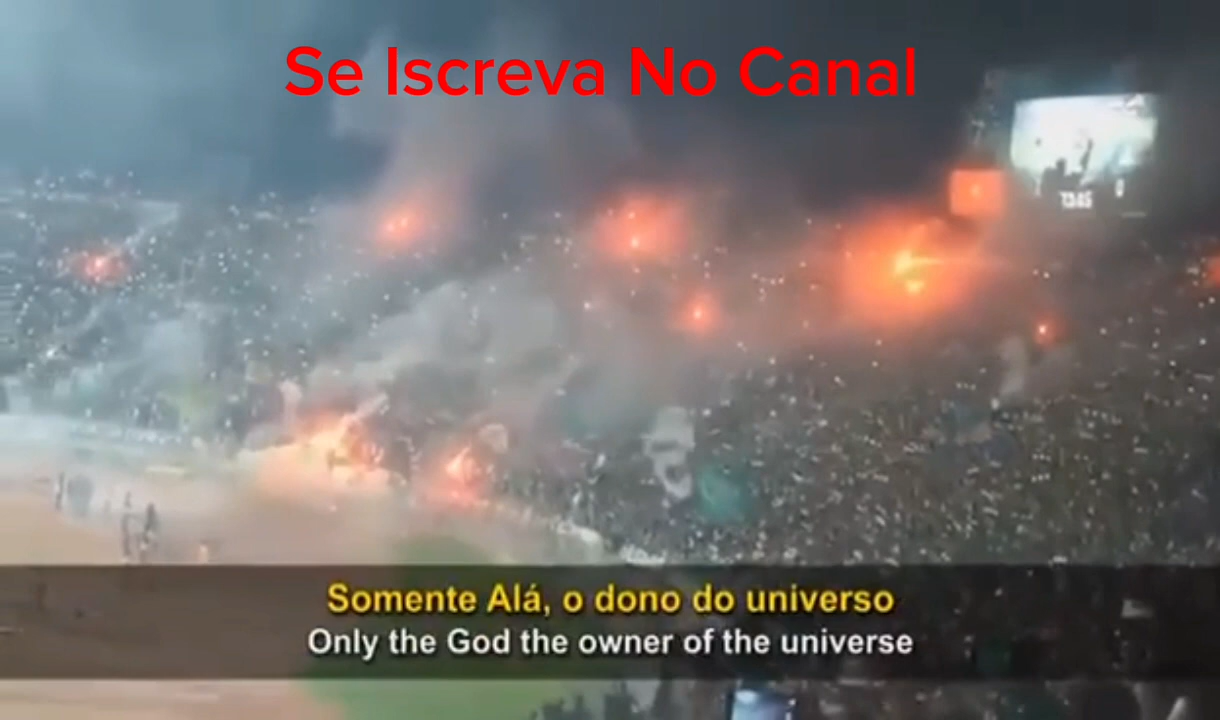 Se Iscreva No Canal
Somente Alá, o dono do universo
Only the God the owner of the universe